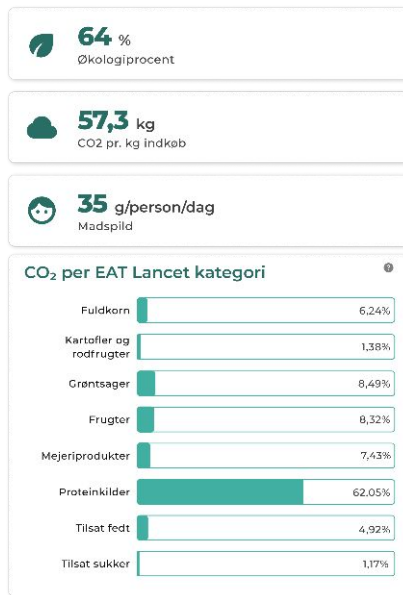 64 %
Økologiprocent
57,3 kg
CO2 pr. kg indkøb
35 g/person/dag
Madspild
CO₂ per EAT Lancet kategori
?
Fuldkorn 6,24%
Kartofler og
rodfrugter 1,38%
Grøntsager 8,49%
Frugter 8,32%
Mejeriprodukter 7,43%
Proteinkilder 62.05%
Tilsat fedt 4,92%
Tilsat sukker 1,17%